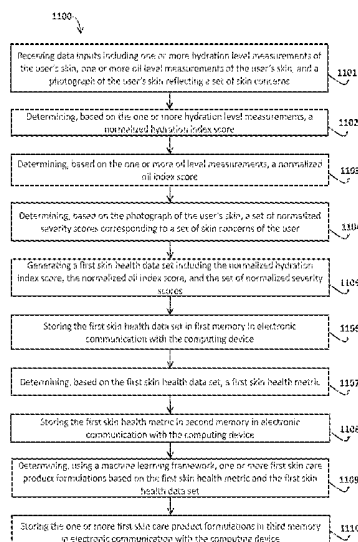 1100
Receiving data inputs including one or more hydration level measurements
of the user's skin, one or more oil level measurements of the user's skin, and a
photograph of the user's skin reflecting a set of skin concerns
1101
Determining, based on the one or more hydration level measurements, a
normalized hydration index score
1102
Determining, based on the one or more oil level measurements, a normalized
oil index score
1103
Determining, based on the photograph of the user's skin, a set of normalized
severity scores corresponding to a set of skin concerns of the user
1104
Generating a first skin health data set including the normalized hydration
index score, the normalized oil index score, and the set of normalized severity
scores
1105
Storing the first skin health data set in first memory in electronic
communication with the computing device
1106
Determining, based on the first skin health data set, a first skin health metric
1107
Storing the first skin health metric in second memory in electronic
communication with the computing device
1108
Determining, using a machine learning framework, one or more first skin care
product formulations based on the first skin health metric and the first skin
health data set
1109
Storing the one or more first skin care product formulations in third memory
in electronic communication with the computing device
1110